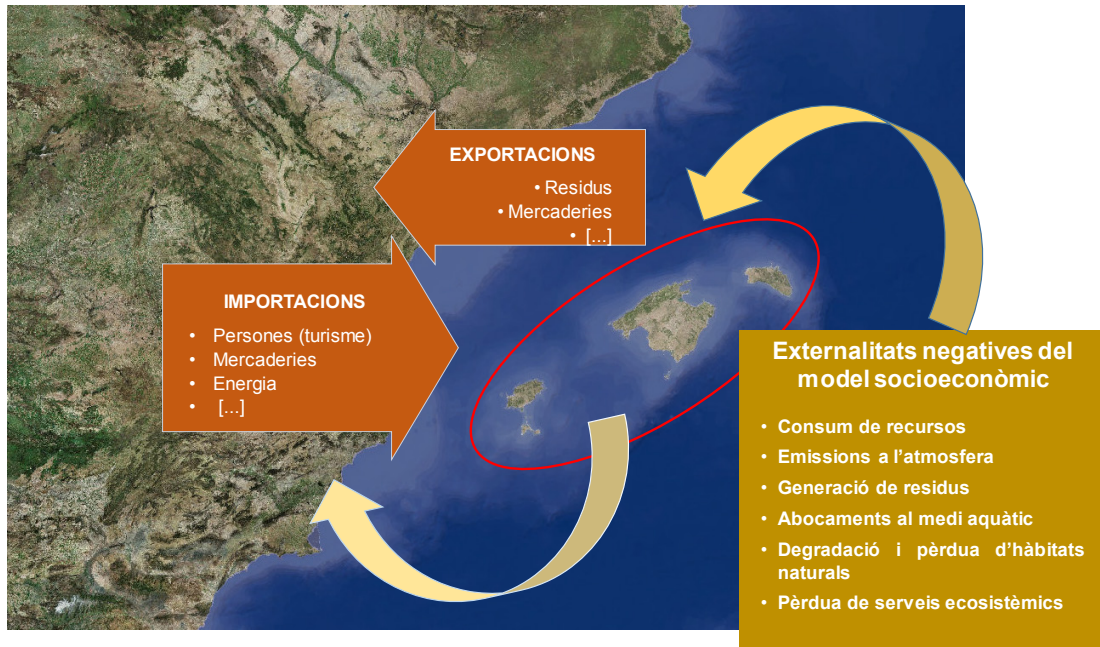 EXPORTACIONS
• Residus
• Mercaderies
• [...]
IMPORTACIONS
• Persones (turisme)
• Mercaderies
• Energia
• [...]
Externalitats negatives del
model socioeconòmic
• Consum de recursos
• Emissions a l’atmosfera
• Generació de residus
• Abocaments al medi aquàtic
• Degradació i pèrdua d’hàbitats
naturals
• Pèrdua de serveis ecosistèmics